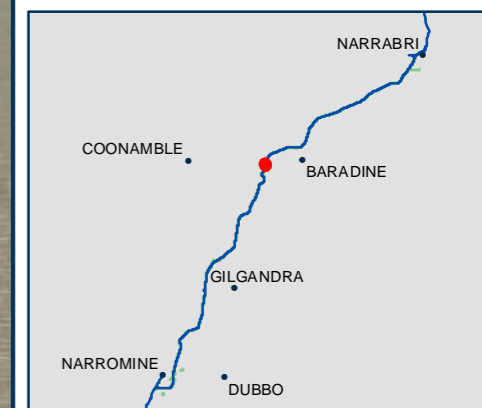 NARRABRI
COONAMBLE
BARADINE
GILGANDRA
NARROMINE
DUBBO